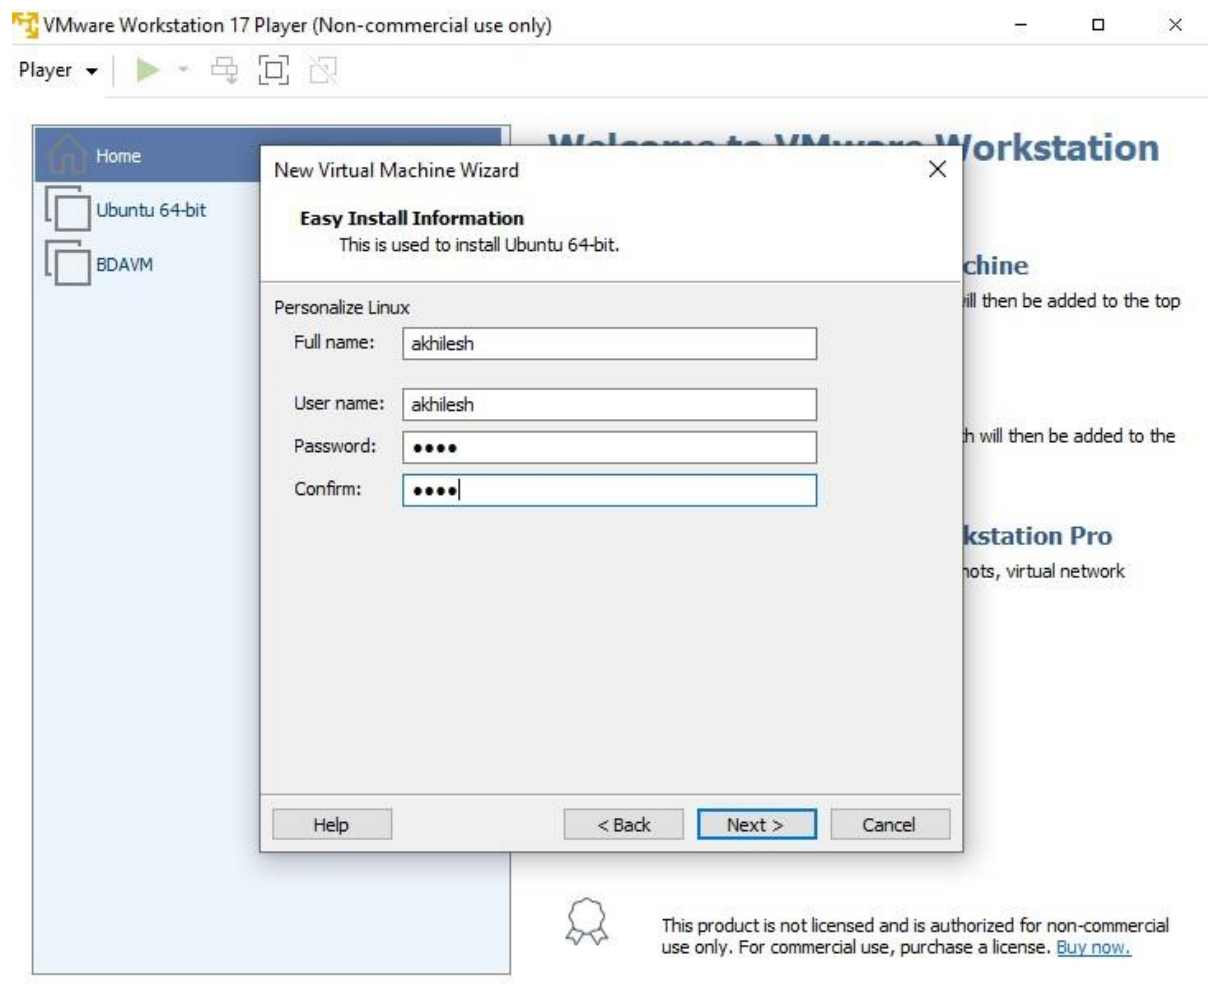 VMware Workstation 17 Player (Non-commercial use only)
Player
Welcome to VMware Workstation
Home
Ubuntu 64-bit
BDAVM
New Virtual Machine Wizard
Easy Install Information
This is used to install Ubuntu 64-bit.
Personalize Linux
Full name: akhilesh
User name: akhilesh
Password: ●●●●
Confirm: ●●●●
Help
< Back
Next >
Cancel
chine
ill then be added to the top
h will then be added to the
kstation Pro
nots, virtual network
This product is not licensed and is authorized for non-commercial
use only. For commercial use, purchase a license. Buy now.